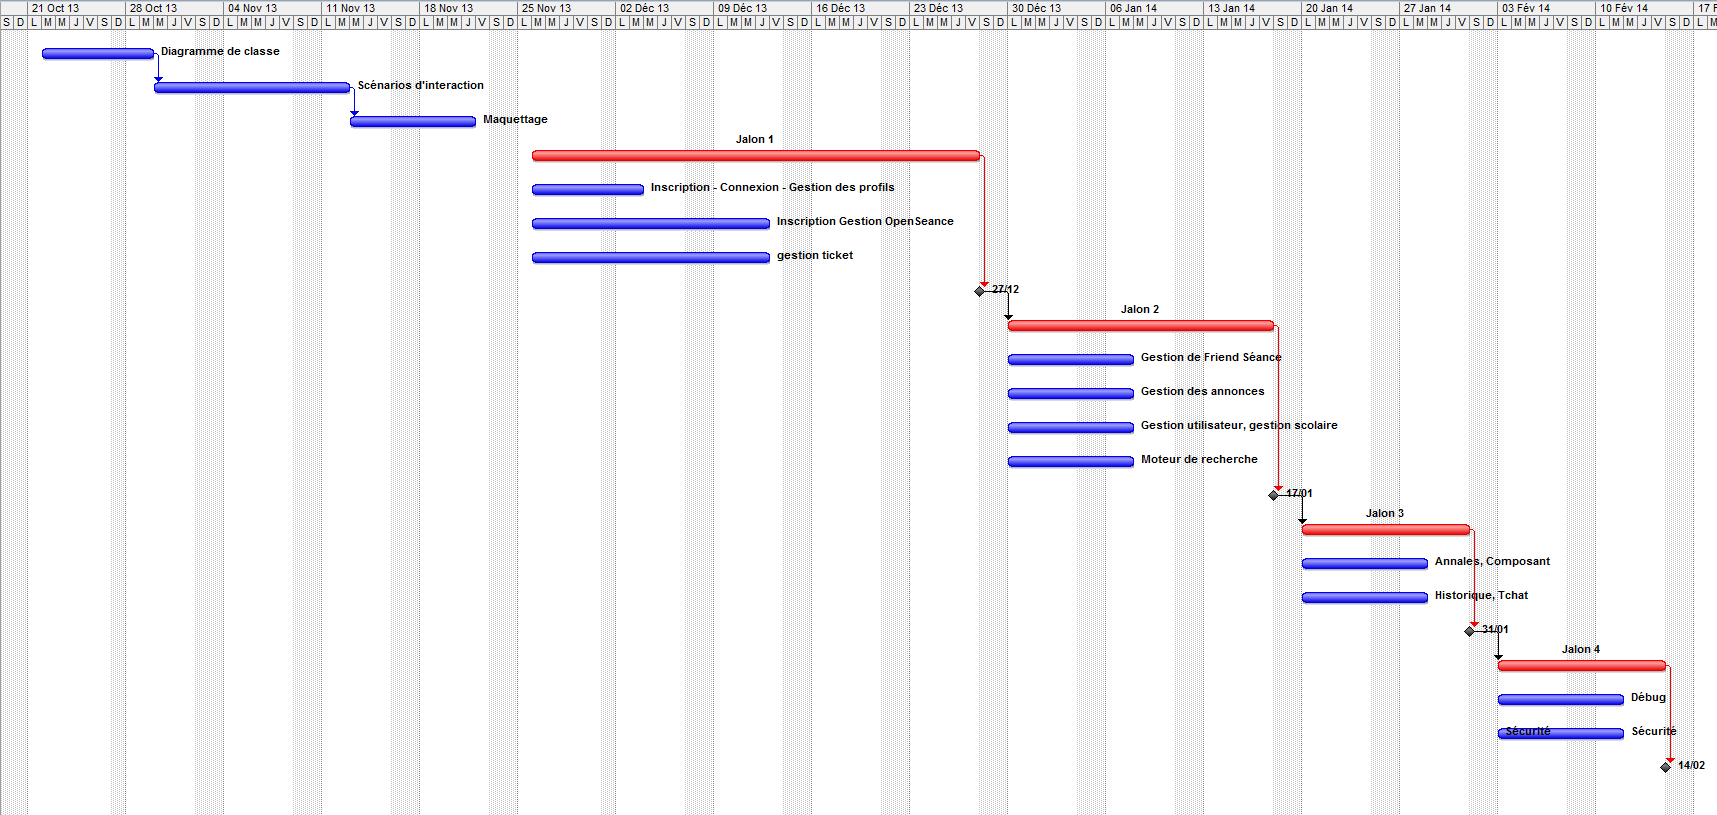 21 Oct 13 28 Oct 13 04 Nov 13 11 Nov 13 18 Nov 13 25 Nov 13 02 Déc 13 09 Déc 13 16 Déc 13 23 Déc 13 30 Déc 13 06 Jan 14 13 Jan 14 20 Jan 14 27 Jan 14 03 Fév 14 10 Fév 14 17 F
S D L M M J V S D L M M J V S D L M M J V S D L M M J V S D L M M J V S D L M M J V S D L M M J V S D L M M J V S D L M M J V S D L M M J V S D L M M J V S D L M M J V S D L M M J V S D L M M J V S D L M M J V S D L M M J V S D L M M J V S D L M
Diagramme de classe
Scénarios d'interaction
Maquettage
Jalon 1
Inscription - Connexion - Gestion des profils
Inscription Gestion OpenSeance
gestion ticket
27/12
Jalon 2
Gestion de Friend Séance
Gestion des annonces
Gestion utilisateur, gestion scolaire
Moteur de recherche
17/01
Jalon 3
Annales, Composant
Historique, Tchat
31/01
Jalon 4
Débug
Sécurité Sécurité
14/02